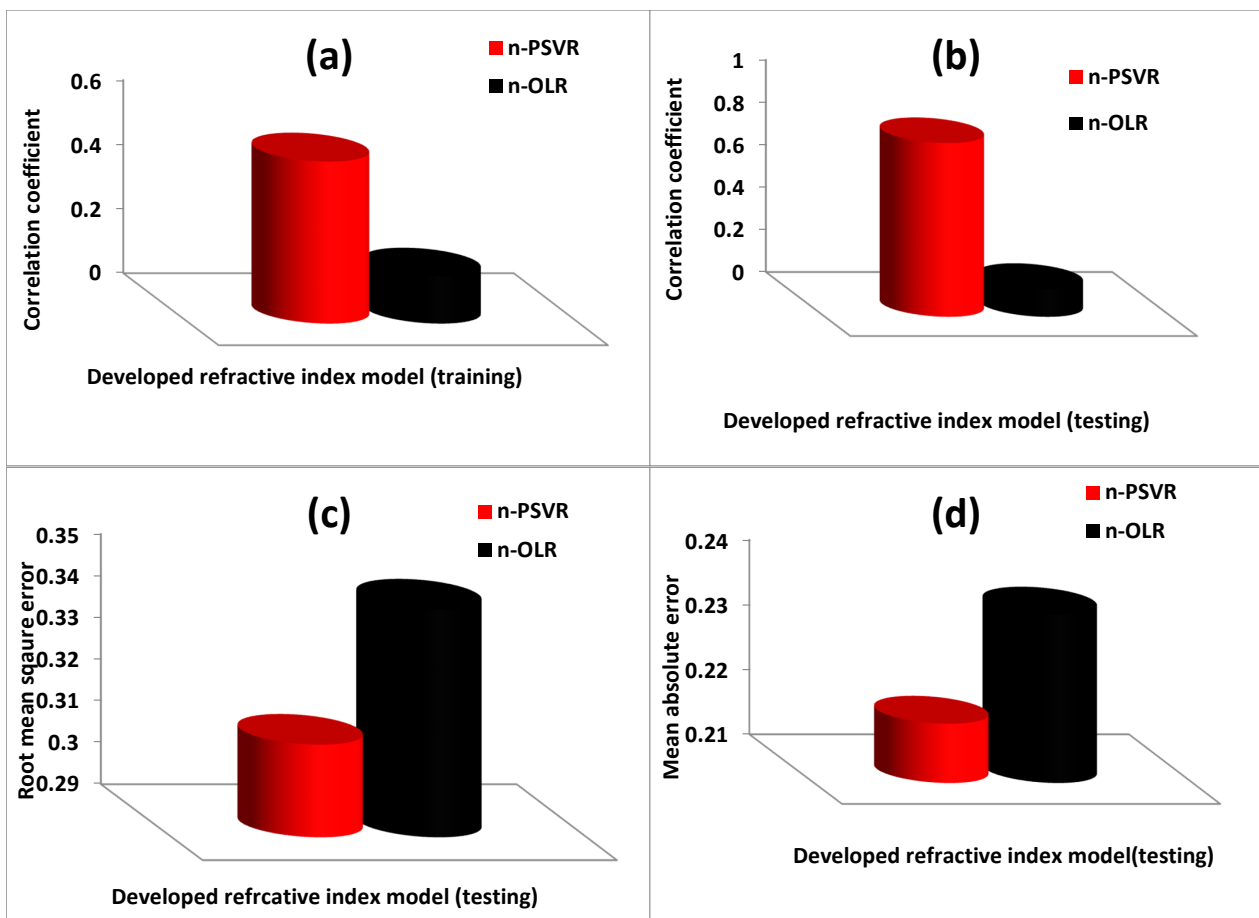 (a)
n-PSVR
n-OLR
0.6
0.4
0.2
0
Correlation coefficient
Developed refractive index model (training)
(b)
n-PSVR
n-OLR
1
0.8
0.6
0.4
0.2
0
Correlation coefficient
Developed refractive index model (testing)
(c)
n-PSVR
n-OLR
0.35
0.34
0.33
0.32
0.31
0.3
0.29
Root mean sqaure error
Developed refrcative index model (testing)
(d)
n-PSVR
n-OLR
0.24
0.23
0.22
0.21
Mean absolute error
Developed refractive index model(testing)